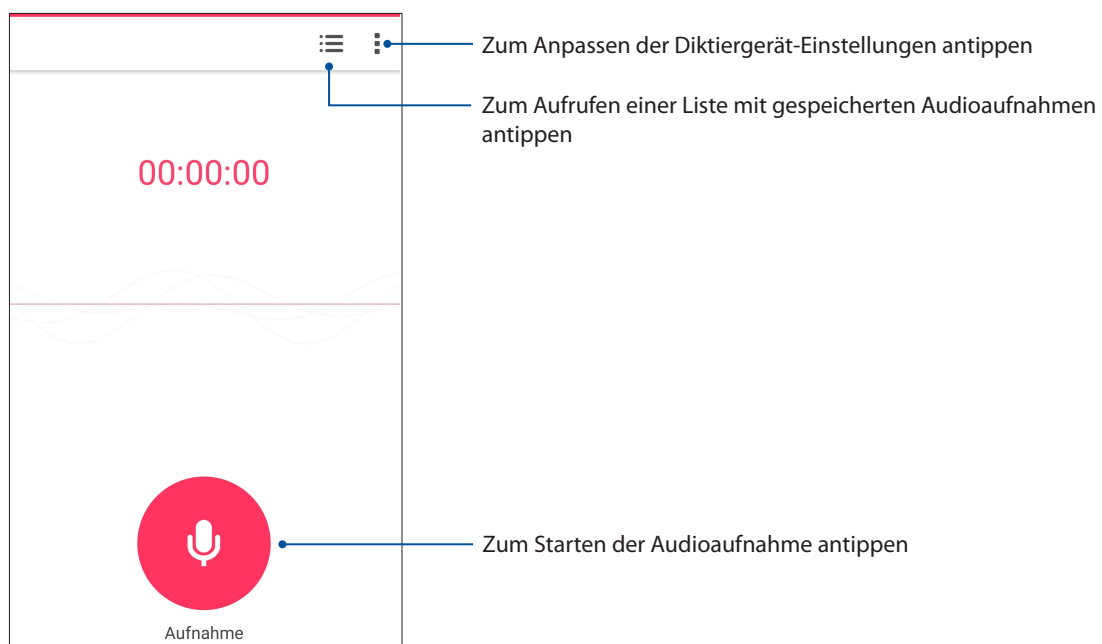 Zum Anpassen der Diktiergerät-Einstellungen antippen
Zum Aufrufen einer Liste mit gespeicherten Audioaufnahmen
antippen
00:00:00
Zum Starten der Audioaufnahme antippen
Aufnahme